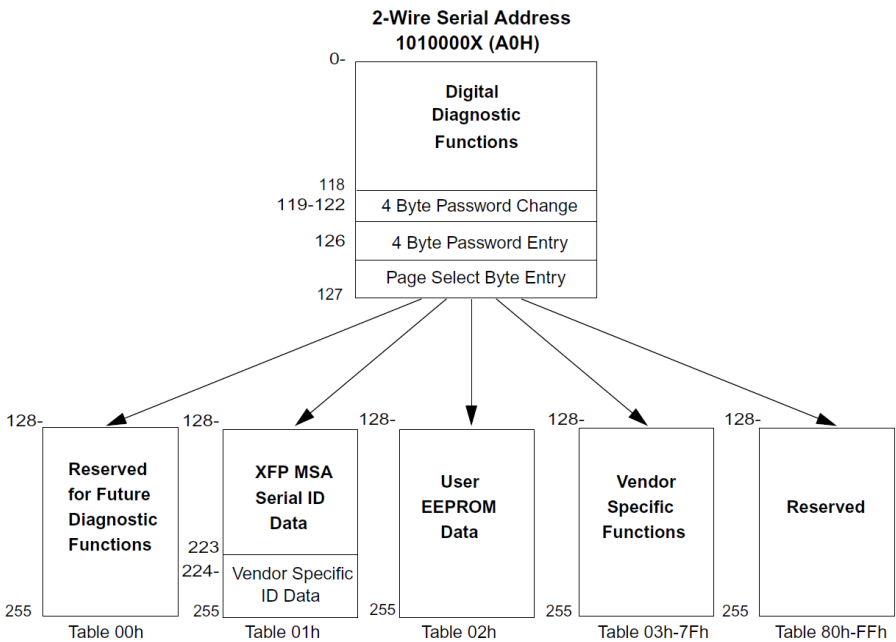 2-Wire Serial Address
1010000X (A0H)
0-
Digital
Diagnostic
Functions
118
119-122
4 Byte Password Change
126
4 Byte Password Entry
Page Select Byte Entry
127
128-
128-
128-
128-
128-
Reserved
for Future
Diagnostic
Functions
255
Table 00h
XFP MSA
Serial ID
Data
223
224-
Vendor Specific
ID Data
255
Table 01h
User
EEPROM
Data
255
Table 02h
Vendor
Specific
Functions
255
Table 03h-7Fh
Reserved
255
Table 80h-FFh